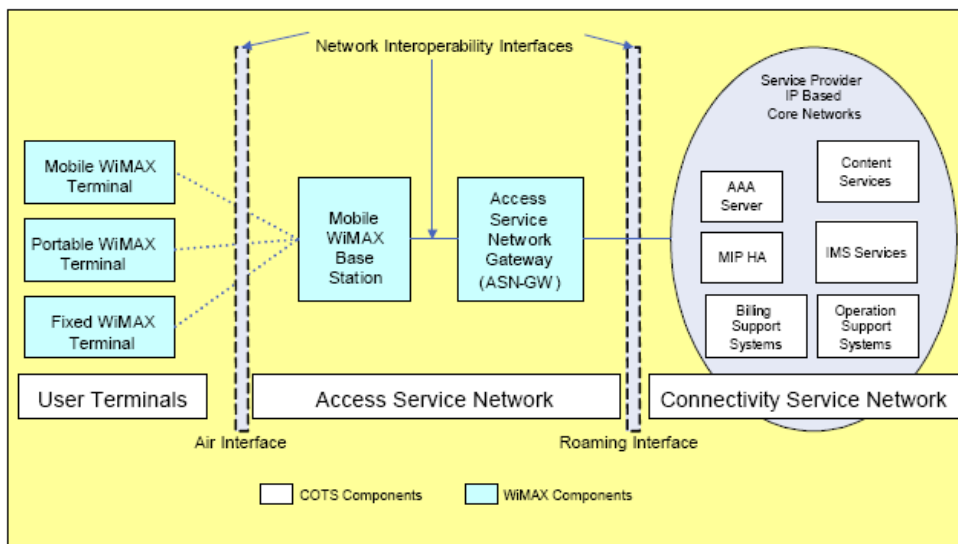 Network Interoperability Interfaces
Service Provider
IP Based
Core Networks
Mobile WiMAX
Terminal
Portable WiMAX
Terminal
Fixed WiMAX
Terminal
Mobile
WiMAX
Base
Station
Access
Service
Network
Gateway
(ASN-GW)
AAA
Server
Content
Services
MIP HA
IMS Services
Billing
Support
Systems
Operation
Support
Systems
User Terminals
Access Service Network
Connectivity Service Network
Air Interface
Roaming Interface
COTS Components
WiMAX Components